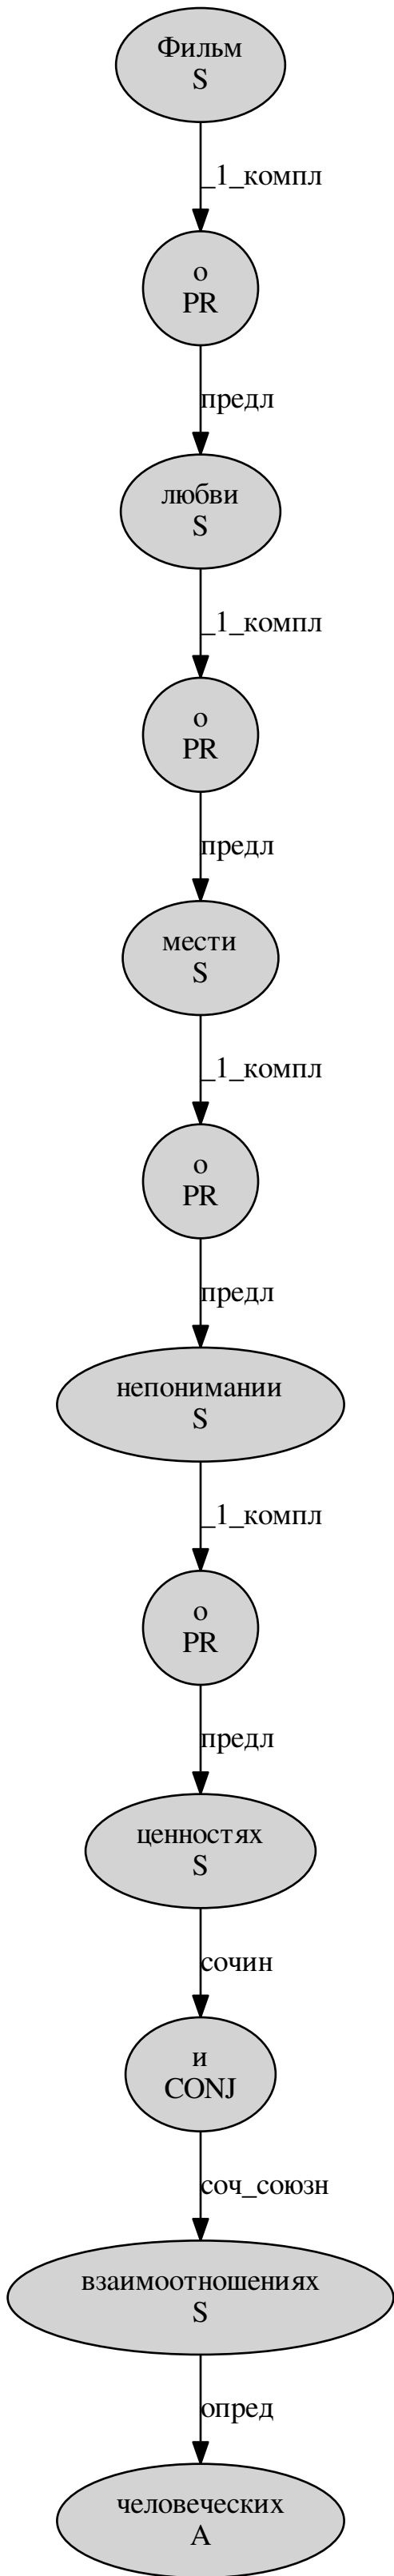 Фильм
S
_1_компл
о
PR
предл
любви
S
_1_компл
о
PR
предл
мести
S
_1_компл
о
PR
предл
непонимании
S
_1_компл
о
PR
предл
ценностях
S
сочин
и
CONJ
соч_союзн
взаимоотношениях
S
опред
человеческих
A